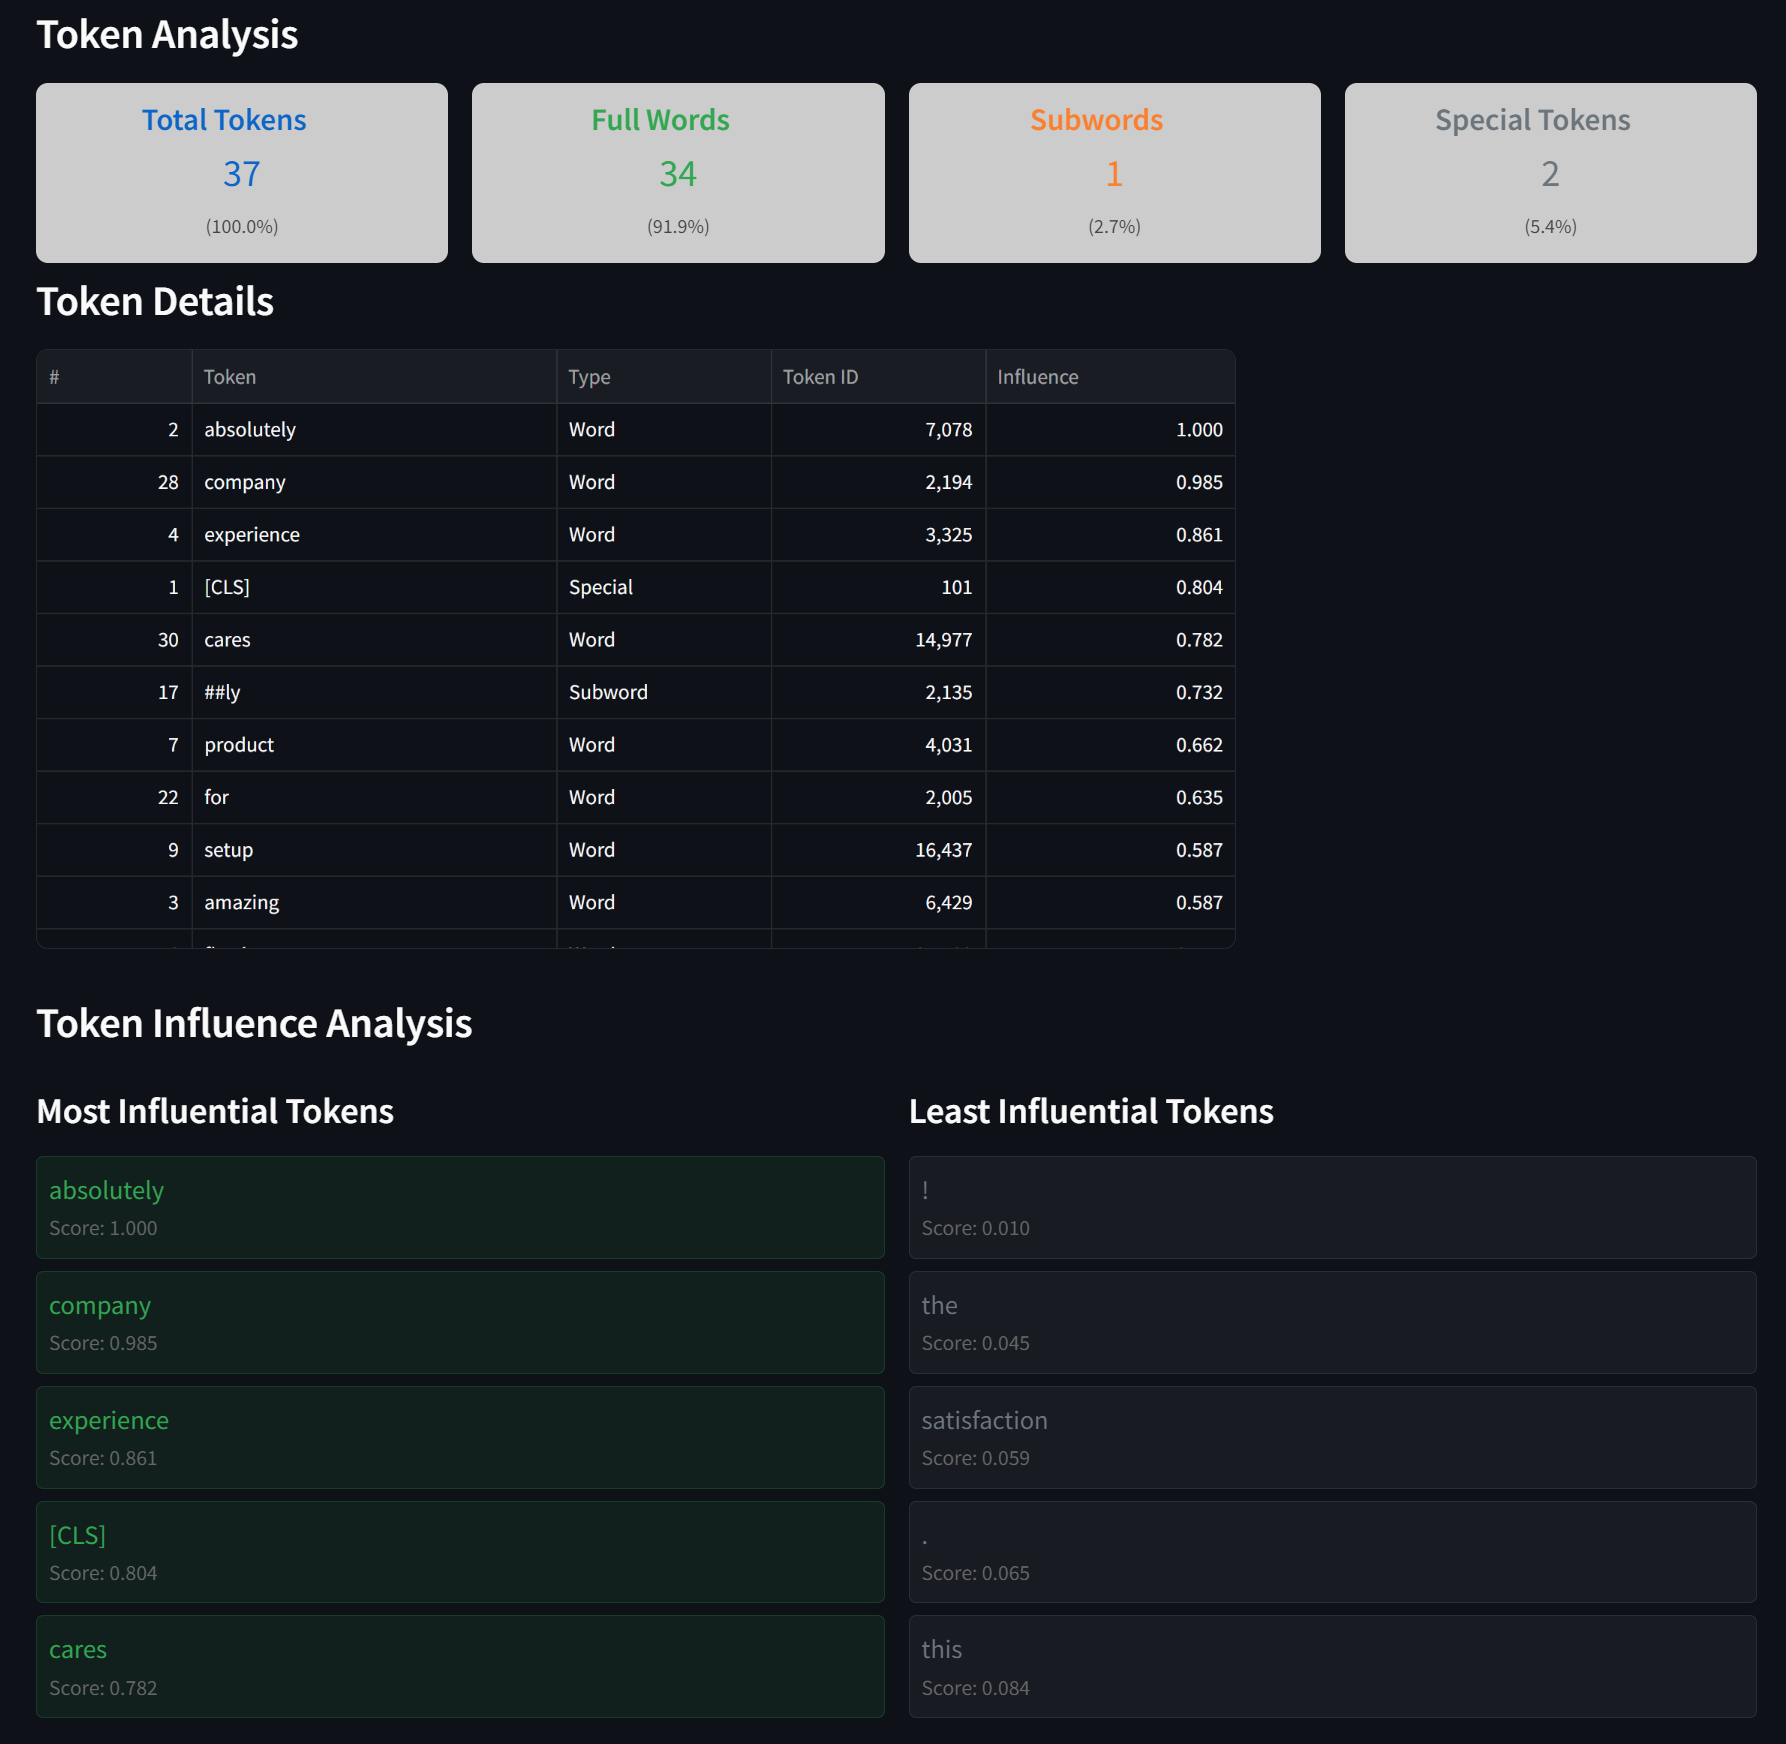 Token Analysis
Total Tokens Full Words Subwords Special Tokens
37 34 1 2
(100.0%) (91.9%) (2.7%) (5.4%)
Token Details
# Token Type Token ID Influence
2 absolutely Word 7,078 1.000
28 company Word 2,194 0.985
4 experience Word 3,325 0.861
1 [CLS] Special 101 0.804
30 cares Word 14,977 0.782
17 ##ly Subword 2,135 0.732
7 product Word 4,031 0.662
22 for Word 2,005 0.635
9 setup Word 16,437 0.587
3 amazing Word 6,429 0.587
Token Influence Analysis
Most Influential Tokens
absolutely
Score: 1.000
company
Score: 0.985
experience
Score: 0.861
[CLS]
Score: 0.804
cares
Score: 0.782
Least Influential Tokens
!
Score: 0.010
the
Score: 0.045
satisfaction
Score: 0.059
.
Score: 0.065
this
Score: 0.084